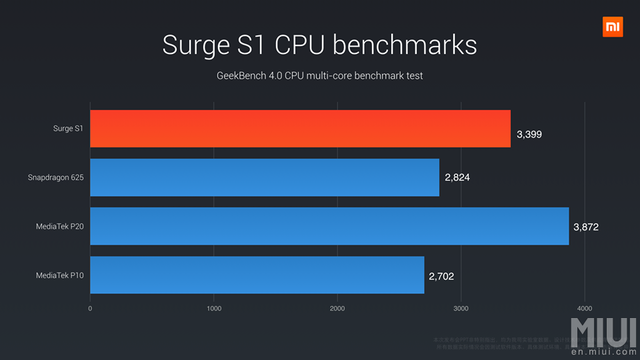 mi
Surge S1 CPU benchmarks
GeekBench 4.0 CPU multi-core benchmark test
Surge S1
3,399
Snapdragon 625
2,824
MediaTek P20
3,872
MediaTek P10
2,702
0
1000
2000
3000
4000
MIUI
en.miui.com